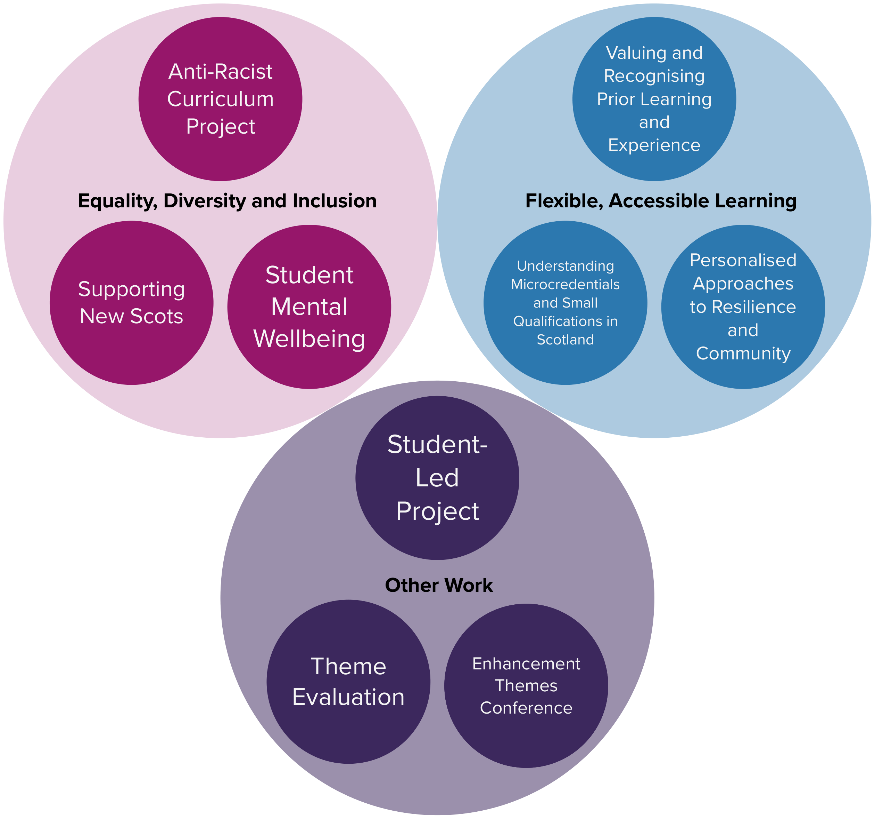 Anti-Racist
Curriculum
Project
Equality, Diversity and Inclusion
Supporting
New Scots
Student
Mental
Wellbeing
Valuing and
Recognising
Prior Learning
and
Experience
Flexible, Accessible Learning
Understanding
Microcredentials
and Small
Qualifications in
Scotland
Personalised
Approaches
to Resilience
and
Community
Student-
Led
Project
Other Work
Theme
Evaluation
Enhancement
Themes
Conference